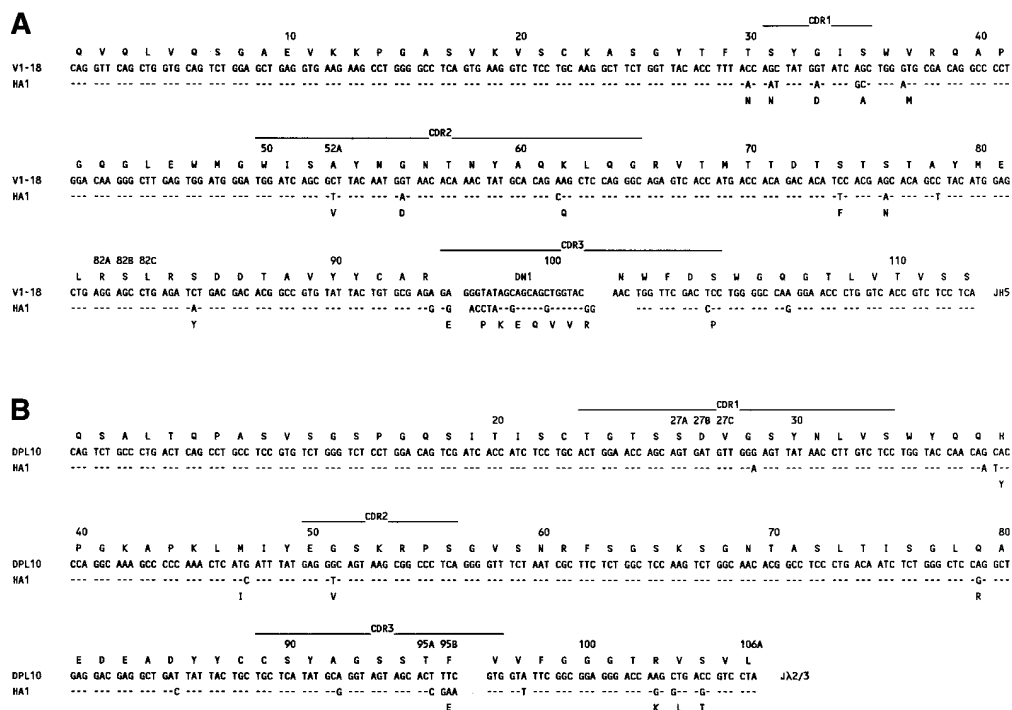 A
CDR1
10 20 30 40
Q V Q L V Q S G A E V K K P G A S V K V S C K A S G Y T F T S Y G I S W V R Q A P
V1-18 CAG GTT CAG CTG GTG CAG TCT GGA GCT GAG GTG AAG AAG CCT GGG GCC TCA GTG AAG GTC TCC TGC AAG GCT TCT GGT TAC ACC TTT ACC AGC TAT GGT ATC AGC TGG GTG CGA CAG GCC CCT
HA1 --- --- --- --- --- --- --- --- --- --- --- --- --- --- --- --- --- --- --- --- --- --- --- --- --- --- --- --- --- -A- -AT --- -A- --- GC- --- A-- --- --- --- ---
N N D A M
CDR2
50 52A 60 70 80
G Q G L E W M G W I S A Y N G N T N Y A Q K L Q G R V T M T T D T S T S T A Y M E
V1-18 GGA CAA GGG CTT GAG TGG ATG GGA TGG ATC AGC GCT TAC AAT GGT AAC ACA AAC TAT GCA CAG AAG CTC CAG GGC AGA GTC ACC ATG ACC ACA GAC ACA TCC ACG AGC ACA GCC TAC ATG GAG
HA1 --- --- --- --- --- --- --- --- --- --- --- -T- --- --- -A- --- --- --- --- --- --- C-- --- --- --- --- --- --- --- --- --- --- --- -T- --- -A- --- --T --- --- ---
V D Q F N
CDR3
82A 82B 82C 90 100 110
L R S L R S D D T A V Y Y C A R DN1 N W F D S W G Q G T L V T V S S
V1-18 CTG AGG AGC CTG AGA TCT GAC GAC ACG GCC GTG TAT TAC TGT GCG AGA GA GGGTATAGCAGCAGCTGGTAC AAC TGG TTC GAC TCC TGG GGC CAA GGA ACC CTG GTC ACC GTC TCC TCA JH5
HA1 --- --- --- --- --- -A- --- --- --- --- --- --- --- --- --- --G -G ACCTA--G-----G------GG --- --- --- --- C-- --- --- --G --- --- --- --- --- --- --- ---
Y E P K E Q V V R P
B
CDR1
20 27A 27B 27C 30
Q S A L T Q P A S V S G S P G Q S I T I S C T G T S S D V G S Y N L V S W Y Q Q H
DPL10 CAG TCT GCC CTG ACT CAG CCT GCC TCC GTG TCT GGG TCT CCT GGA CAG TCG ATC ACC ATC TCC TGC ACT GGA ACC AGC AGT GAT GTT GGG AGT TAT AAC CTT GTC TCC TGG TAC CAA CAG CAC
HA1 --- --- --- --- --- --- --- --- --- --- --- --- --- --- --- --- --- --- --- --- --- --- --- --- --- --- --- --- --- --A --- --- --- --- --- --- --- --- --- --A T--
Y
CDR2
40 50 60 70 80
P G K A P K L M I Y E G S K R P S G V S N R F S G S K S G N T A S L T I S G L Q A
DPL10 CCA GGC AAA GCC CCC AAA CTC ATG ATT TAT GAG GGC AGT AAG CGG CCC TCA GGG GTT TCT AAT CGC TTC TCT GGC TCC AAG TCT GGC AAC ACG GCC TCC CTG ACA ATC TCT GGG CTC CAG GCT
HA1 --- --- --- --- --- --- --- --C --- --- --- -T- --- --- --- --- --- --- --- --- --- --- --- --- --- --- --- --- --- --- --- --- --- --- --- --- --- --- --- -G- ---
I V R
CDR3
90 95A 95B 100 106A
E D E A D Y Y C C S Y A G S S T F V V F G G G T R V S V L
DPL10 GAG GAC GAG GCT GAT TAT TAC TGC TGC TCA TAT GCA GGT AGT AGC ACT TTC GTG GTA TTC GGC GGA GGG ACC AAG CTG ACC GTC CTA Jλ2/3
HA1 --- --- --- --- --C --- --- --- --- --- --- --G --- --- --- --C GAA --- --T --- --- --- --- --- -G- G-- -G- --- ---
E K L T